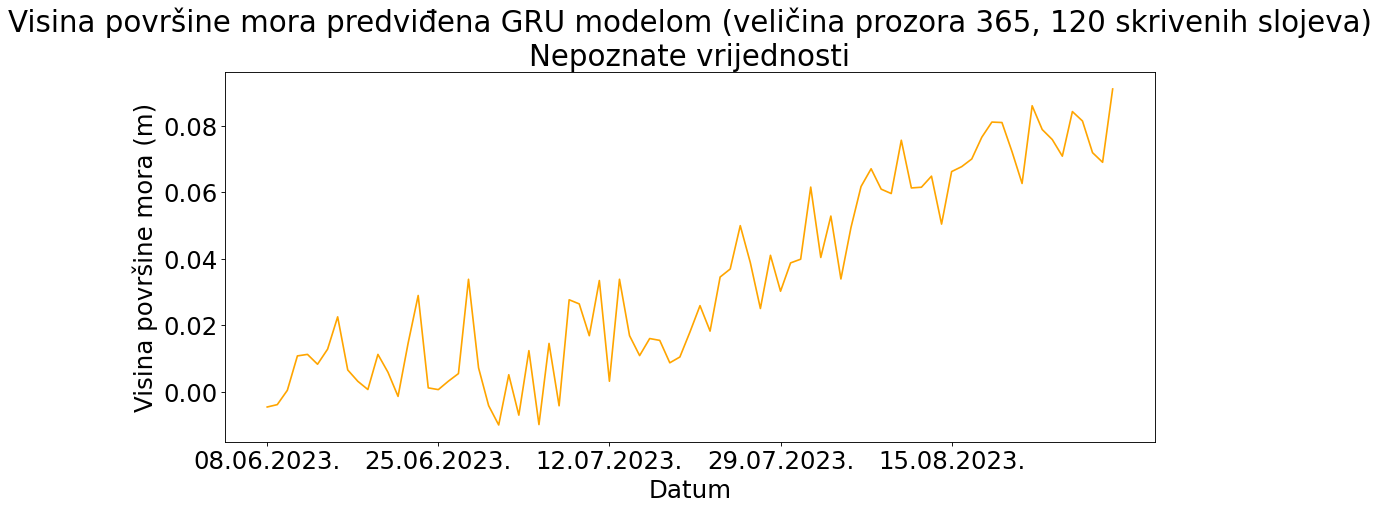 Visina površine mora predviđena GRU modelom (veličina prozora 365, 120 skrivenih slojeva)
Nepoznate vrijednosti
Visina površine mora (m)
0.08
0.06
0.04
0.02
0.00
08.06.2023. 25.06.2023. 12.07.2023. 29.07.2023. 15.08.2023.
Datum